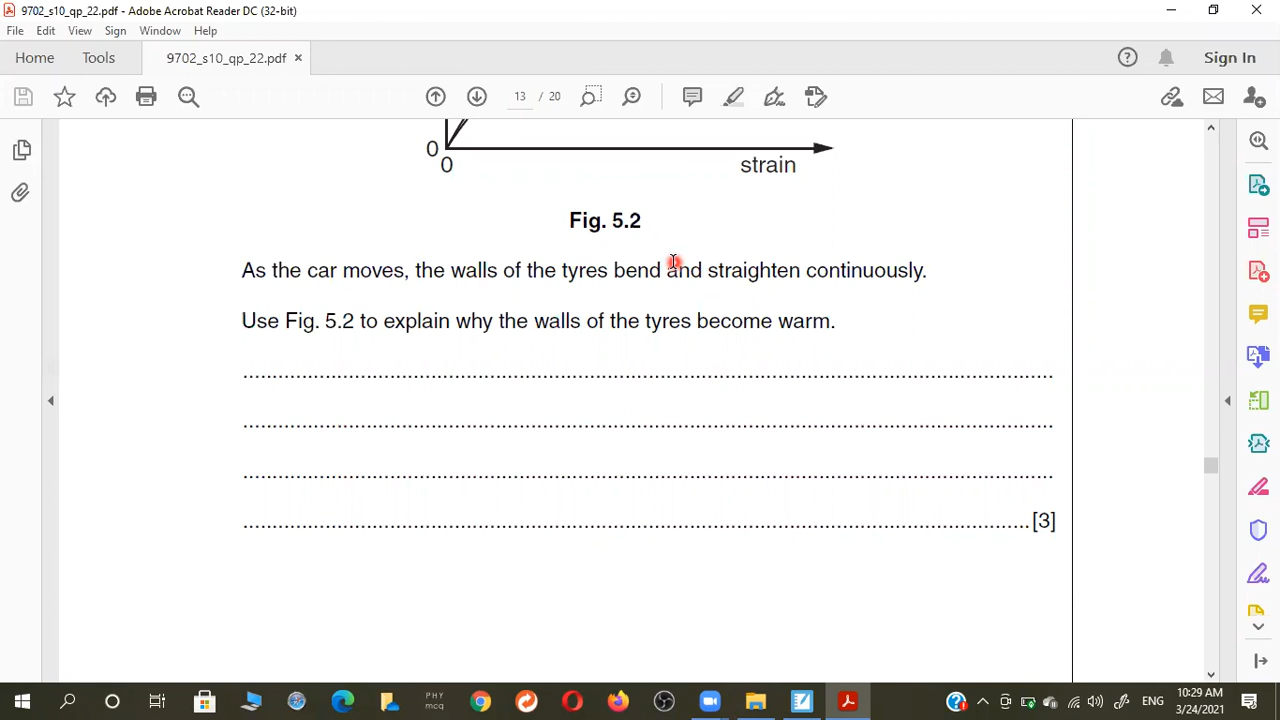 9702_s10_qp_22.pdf - Adobe Acrobat Reader DC (32-bit)
File Edit View Sign Window Help
Home Tools 9702_s10_qp_22.pdf × Sign In
13 / 20
0
0 strain
Fig. 5.2
As the car moves, the walls of the tyres bend and straighten continuously.
Use Fig. 5.2 to explain why the walls of the tyres become warm.
[3]
PHY
mcq
ENG
10:29 AM
3/24/2021